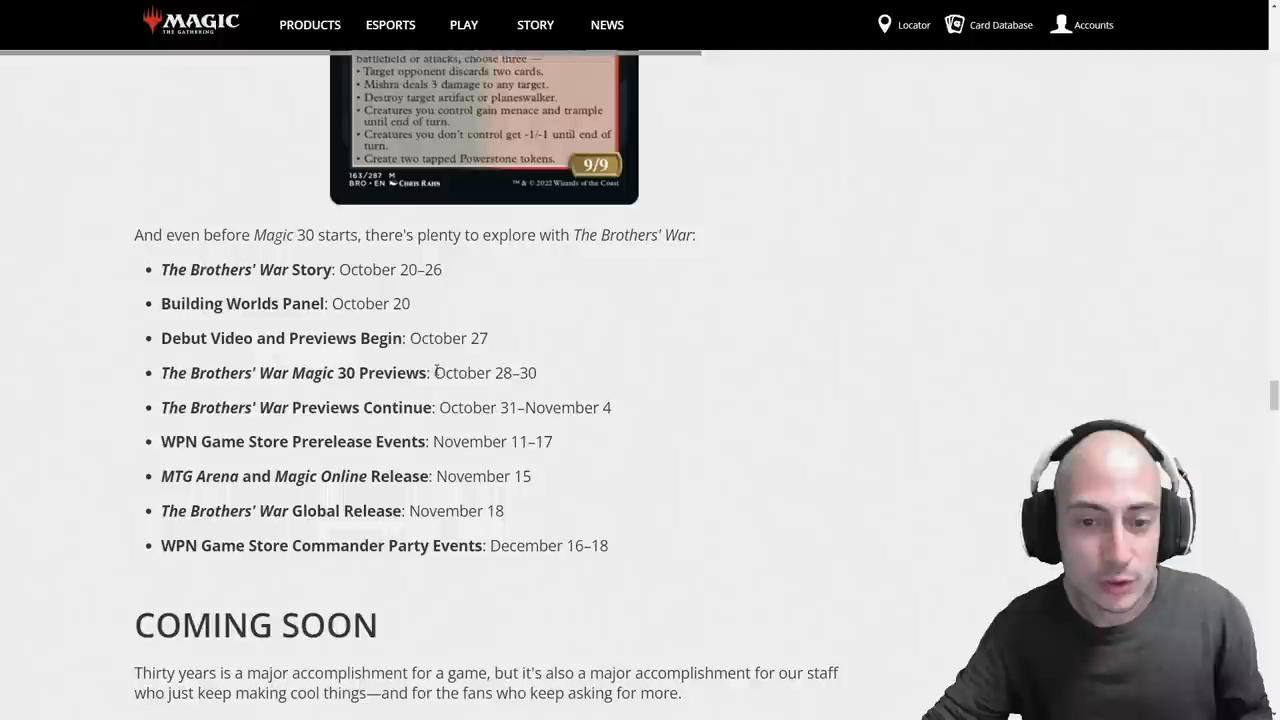 MAGIC
THE GATHERING
PRODUCTS
ESPORTS
PLAY
STORY
NEWS
Locator
Card Database
Accounts
battlefield or attacks, choose three —
• Target opponent discards two cards.
• Mishra deals 3 damage to any target.
• Destroy target artifact or planeswalker.
• Creatures you control gain menace and trample
until end of turn.
• Creatures you don't control get -1/-1 until end of
turn.
• Create two tapped Powerstone tokens.
9/9
163/287 M
BRO • EN Chris Rahn
™ & © 2022 Wizards of the Coast
And even before Magic 30 starts, there's plenty to explore with The Brothers' War:
• The Brothers' War Story: October 20–26
• Building Worlds Panel: October 20
• Debut Video and Previews Begin: October 27
• The Brothers' War Magic 30 Previews: October 28–30
• The Brothers' War Previews Continue: October 31–November 4
• WPN Game Store Prerelease Events: November 11–17
• MTG Arena and Magic Online Release: November 15
• The Brothers' War Global Release: November 18
• WPN Game Store Commander Party Events: December 16–18
COMING SOON
Thirty years is a major accomplishment for a game, but it's also a major accomplishment for our staff
who just keep making cool things—and for the fans who keep asking for more.